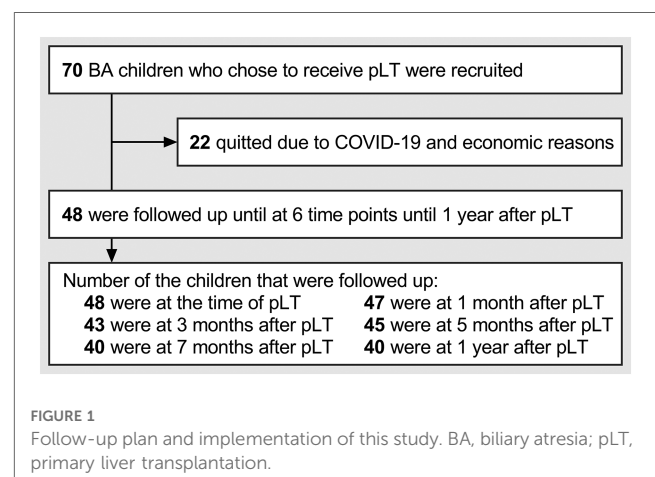 70 BA children who chose to receive pLT were recruited
22 quitted due to COVID-19 and economic reasons
48 were followed up until at 6 time points until 1 year after pLT
Number of the children that were followed up:
48 were at the time of pLT 47 were at 1 month after pLT
43 were at 3 months after pLT 45 were at 5 months after pLT
40 were at 7 months after pLT 40 were at 1 year after pLT
FIGURE 1
Follow-up plan and implementation of this study. BA, biliary atresia; pLT,
primary liver transplantation.